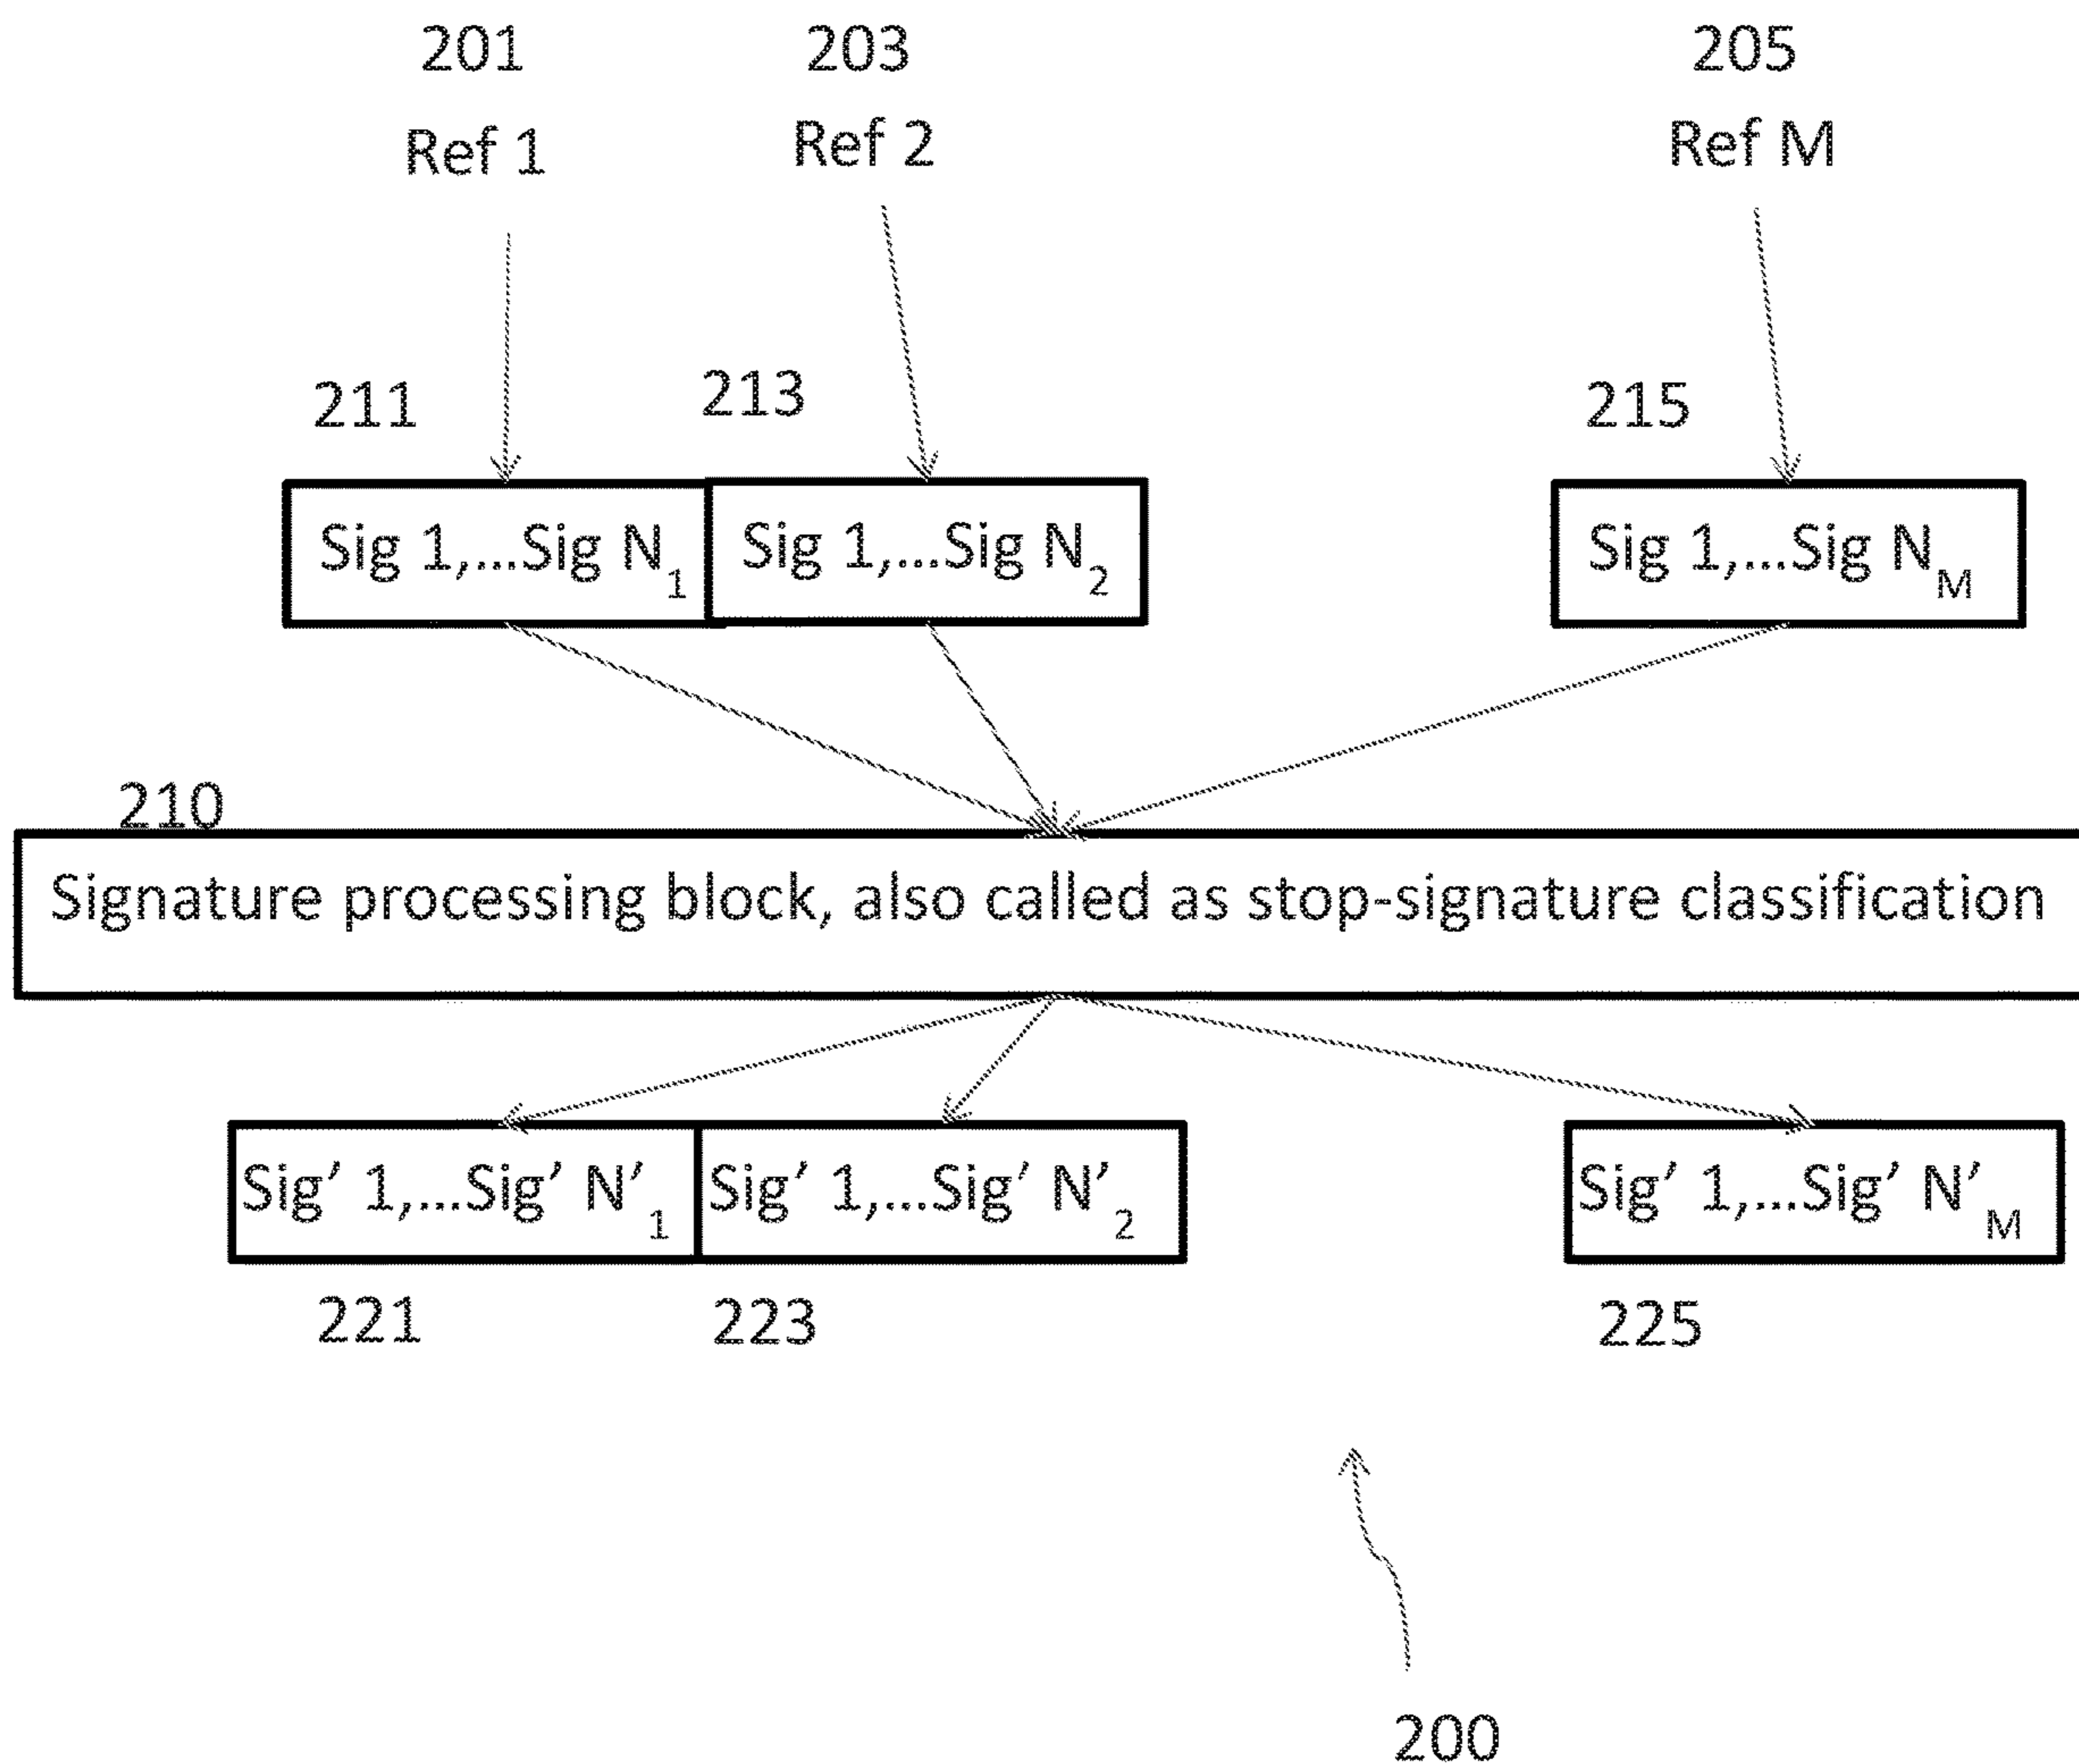 201 203 205
Ref 1 Ref 2 Ref M
211 213 215
Sig 1,...Sig N1 Sig 1,...Sig N2 Sig 1,...Sig NM
210
Signature processing block, also called as stop-signature classification
Sig' 1,...Sig' N'1 Sig' 1,...Sig' N'2 Sig' 1,...Sig' N'M
221 223 225
200